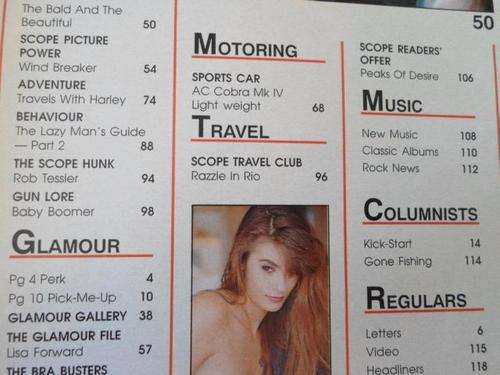 The Bald And The
Beautiful 50
SCOPE PICTURE
POWER
Wind Breaker 54
ADVENTURE
Travels With Harley 74
BEHAVIOUR
The Lazy Man's Guide
— Part 2 88
THE SCOPE HUNK
Rob Tessier 94
GUN LORE
Baby Boomer 98
GLAMOUR
Pg 4 Perk 4
Pg 10 Pick-Me-Up 10
GLAMOUR GALLERY 38
THE GLAMOUR FILE
Lisa Forward 57
THE BRA BUSTERS
MOTORING
SPORTS CAR
AC Cobra Mk IV
Light weight 68
TRAVEL
SCOPE TRAVEL CLUB
Razzle In Rio 96
50
SCOPE READERS'
OFFER
Peaks Of Desire 106
MUSIC
New Music 108
Classic Albums 110
Rock News 112
COLUMNISTS
Kick-Start 14
Gone Fishing 114
REGULARS
Letters 6
Video 115
Headliners 118